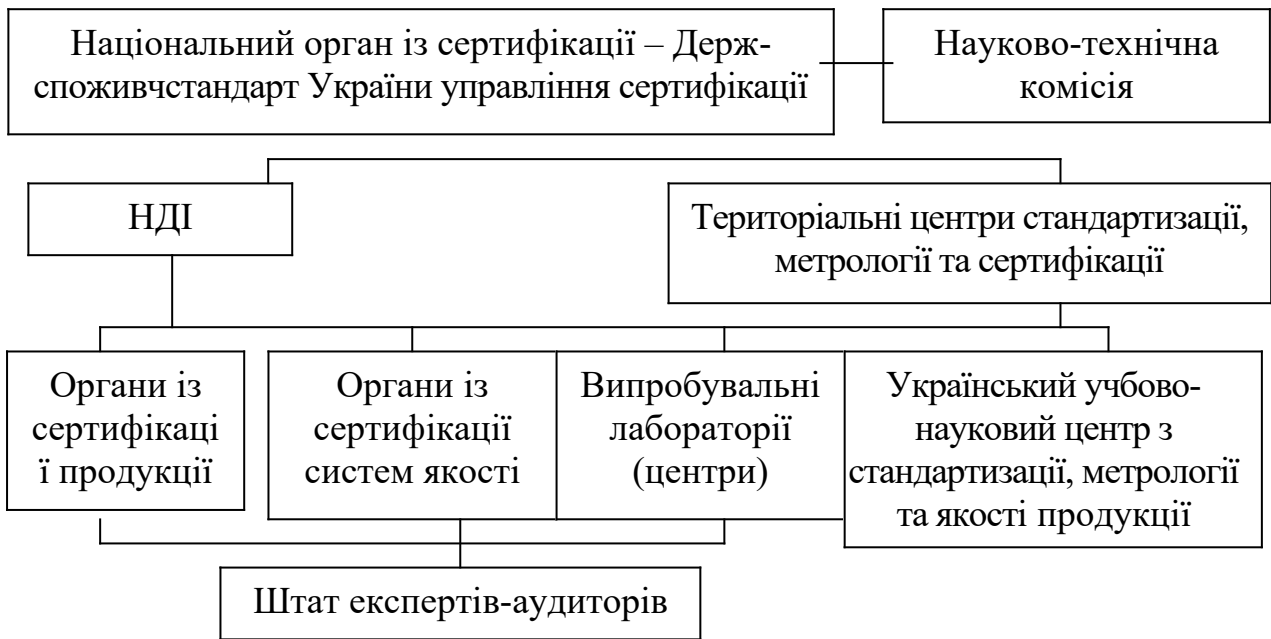 Національний орган із сертифікації – Держ-
споживчстандарт України управління сертифікації
Науково-технічна
комісія
НДІ
Територіальні центри стандартизації,
метрології та сертифікації
Органи із
сертифікаці
ї продукції
Органи із
сертифікації
систем якості
Випробувальні
лабораторії
(центри)
Український учбово-
науковий центр з
стандартизації, метрології
та якості продукції
Штат експертів-аудиторів